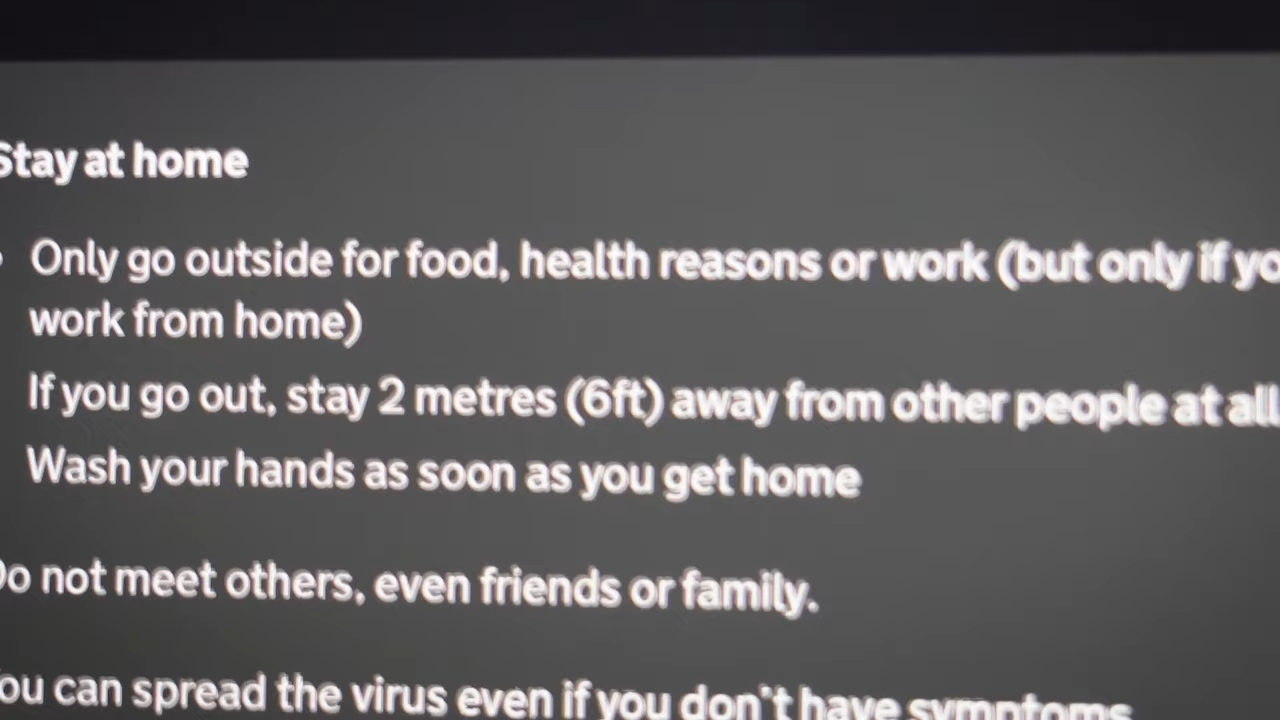 Stay at home
Only go outside for food, health reasons or work (but only if yo
work from home)
If you go out, stay 2 metres (6ft) away from other people at all
Wash your hands as soon as you get home
Do not meet others, even friends or family.
You can spread the virus even if you don't have symptoms